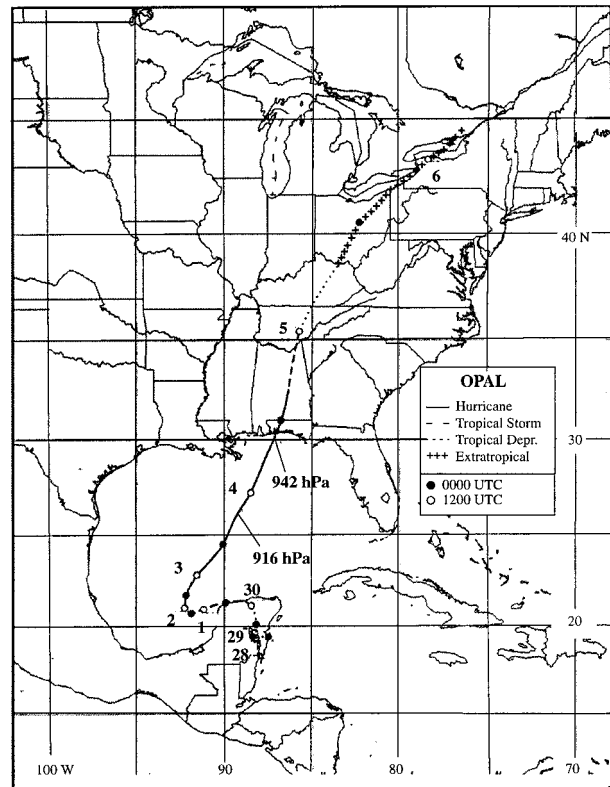 6
40 N
5
OPAL
Hurricane
Tropical Storm
Tropical Depr.
+++ Extratropical
0000 UTC
1200 UTC
30
942 hPa
4
916 hPa
3
30
2
1
20
29
28
100 W
90
80
70